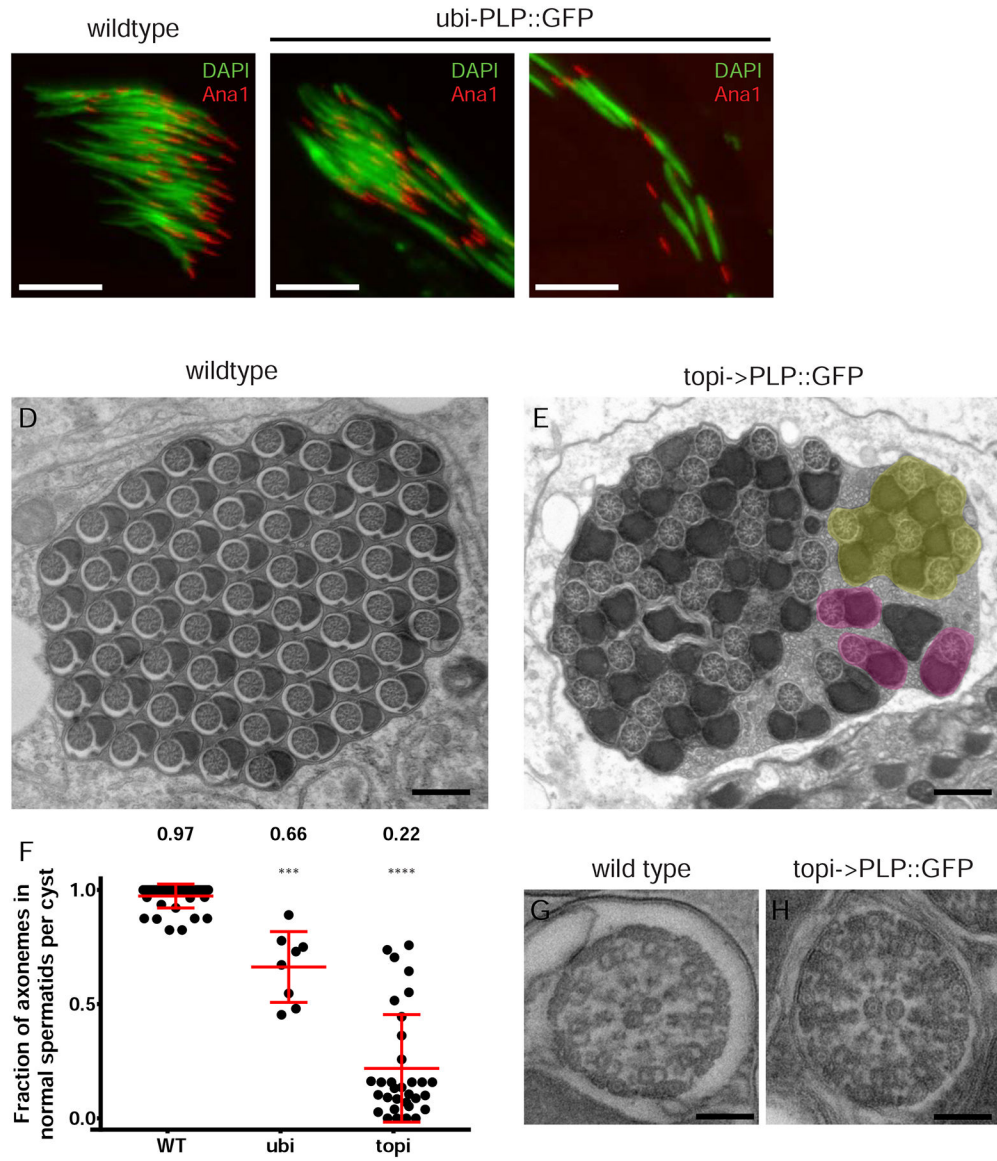 wildtype
ubi-PLP::GFP
DAPI
Ana1
DAPI
Ana1
DAPI
Ana1
wildtype
topi->PLP::GFP
D
E
0.97
0.66
0.22
F
***
****
Fraction of axonemes in
normal spermatids per cyst
1.0
0.5
0.0
WT
ubi
topi
wild type
topi->PLP::GFP
G
H